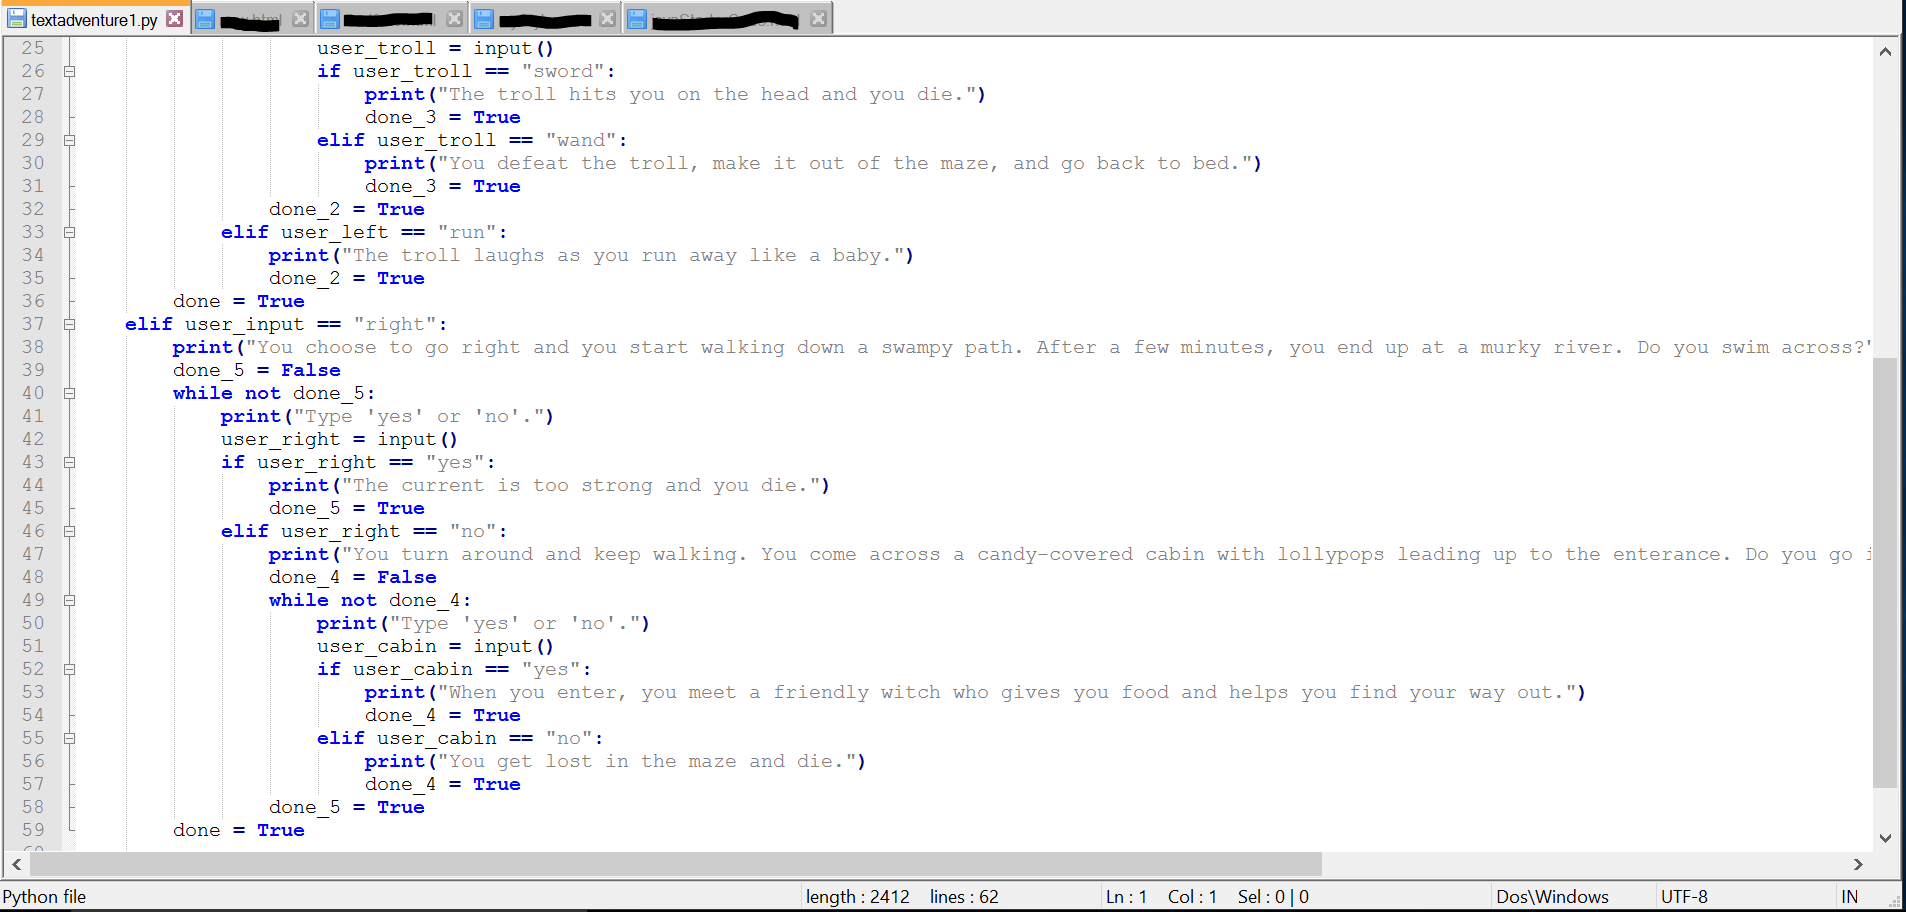 textadventure1.py
25 user_troll = input()
26 if user_troll == "sword":
27 print("The troll hits you on the head and you die.")
28 done_3 = True
29 elif user_troll == "wand":
30 print("You defeat the troll, make it out of the maze, and go back to bed.")
31 done_3 = True
32 done_2 = True
33 elif user_left == "run":
34 print("The troll laughs as you run away like a baby.")
35 done_2 = True
36 done = True
37 elif user_input == "right":
38 print("You choose to go right and you start walking down a swampy path. After a few minutes, you end up at a murky river. Do you swim across?"
39 done_5 = False
40 while not done_5:
41 print("Type 'yes' or 'no'.")
42 user_right = input()
43 if user_right == "yes":
44 print("The current is too strong and you die.")
45 done_5 = True
46 elif user_right == "no":
47 print("You turn around and keep walking. You come across a candy-covered cabin with lollypops leading up to the enterance. Do you go
48 done_4 = False
49 while not done_4:
50 print("Type 'yes' or 'no'.")
51 user_cabin = input()
52 if user_cabin == "yes":
53 print("When you enter, you meet a friendly witch who gives you food and helps you find your way out.")
54 done_4 = True
55 elif user_cabin == "no":
56 print("You get lost in the maze and die.")
57 done_4 = True
58 done_5 = True
59 done = True
Python file length : 2412 lines : 62 Ln : 1 Col : 1 Sel : 0 | 0 Dos\Windows UTF-8 IN